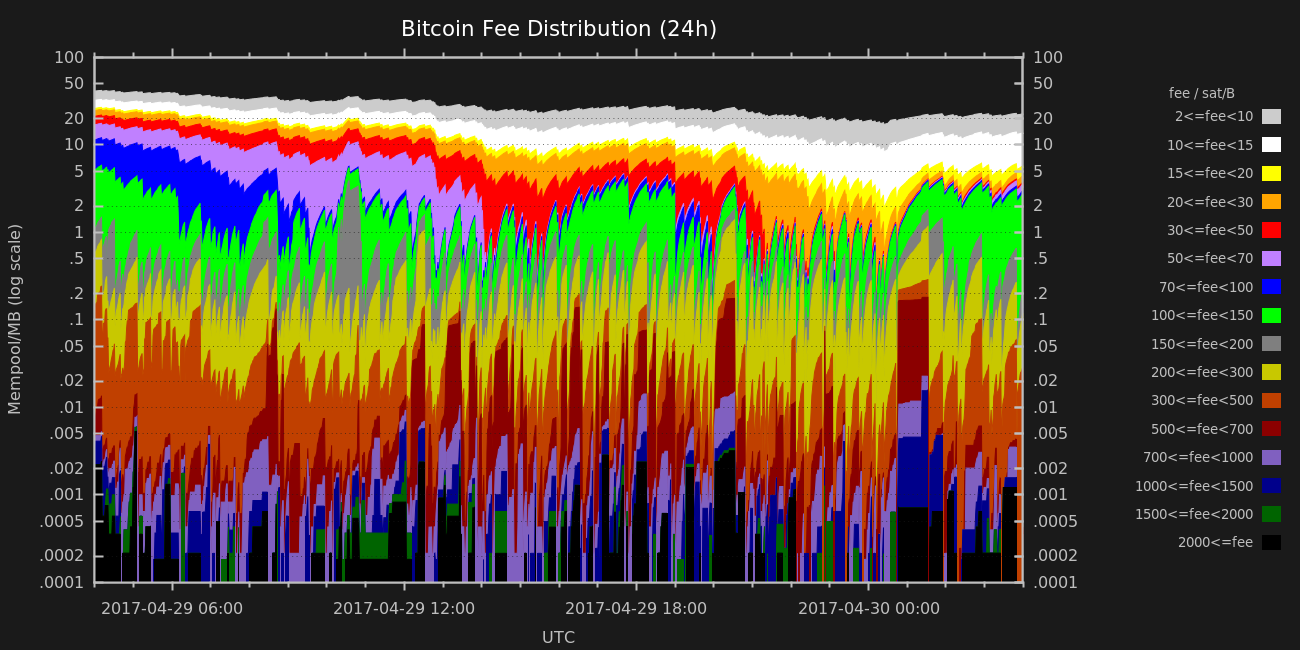 Bitcoin Fee Distribution (24h)
100
50
20
10
5
2
1
.5
.2
.1
.05
.02
.01
.005
.002
.001
.0005
.0002
.0001
Mempool/MB (log scale)
100
50
20
10
5
2
1
.5
.2
.1
.05
.02
.01
.005
.002
.001
.0005
.0002
.0001
2017-04-29 06:00
2017-04-29 12:00
2017-04-29 18:00
2017-04-30 00:00
UTC
fee / sat/B
2<=fee<10
10<=fee<15
15<=fee<20
20<=fee<30
30<=fee<50
50<=fee<70
70<=fee<100
100<=fee<150
150<=fee<200
200<=fee<300
300<=fee<500
500<=fee<700
700<=fee<1000
1000<=fee<1500
1500<=fee<2000
2000<=fee